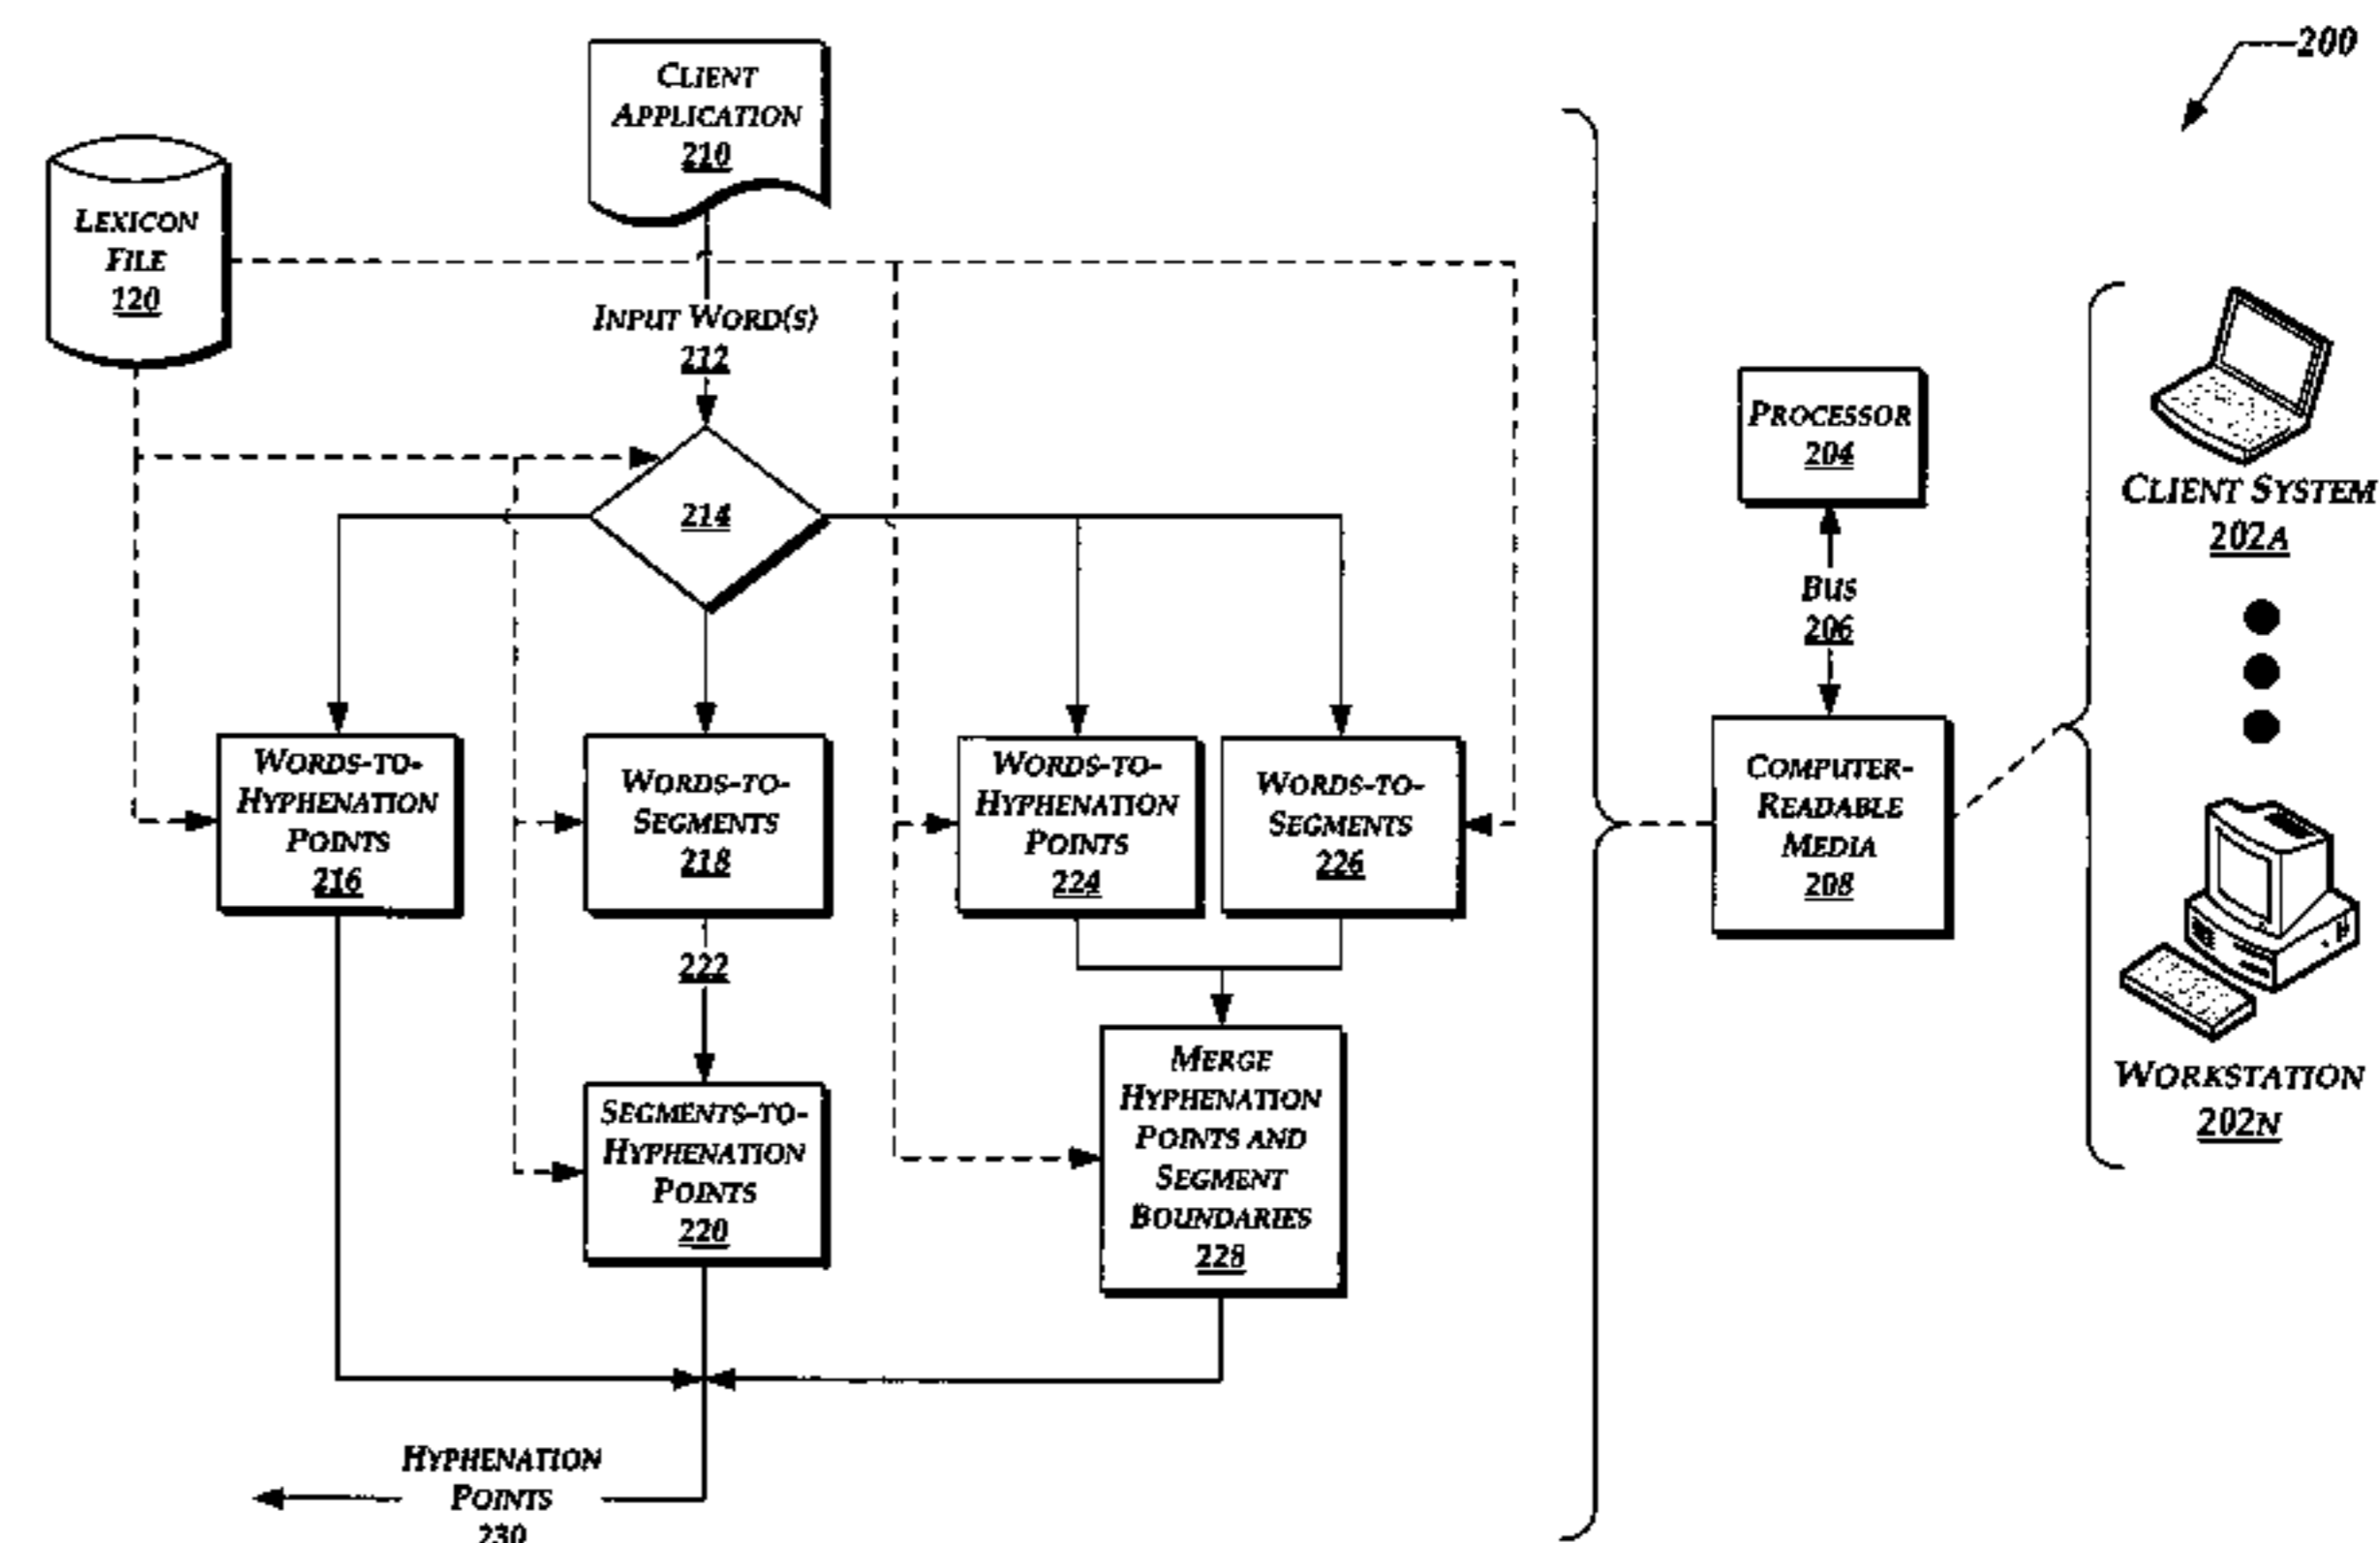 200
CLIENT
APPLICATION
210
LEXICON
FILE
120
INPUT WORD(S)
212
214
WORDS-TO-
HYPHENATION
POINTS
216
WORDS-TO-
SEGMENTS
218
WORDS-TO-
HYPHENATION
POINTS
224
WORDS-TO-
SEGMENTS
226
222
SEGMENTS-TO-
HYPHENATION
POINTS
220
MERGE
HYPHENATION
POINTS AND
SEGMENT
BOUNDARIES
228
HYPHENATION
POINTS
230
PROCESSOR
204
BUS
206
COMPUTER-
READABLE
MEDIA
208
CLIENT SYSTEM
202A
WORKSTATION
202N